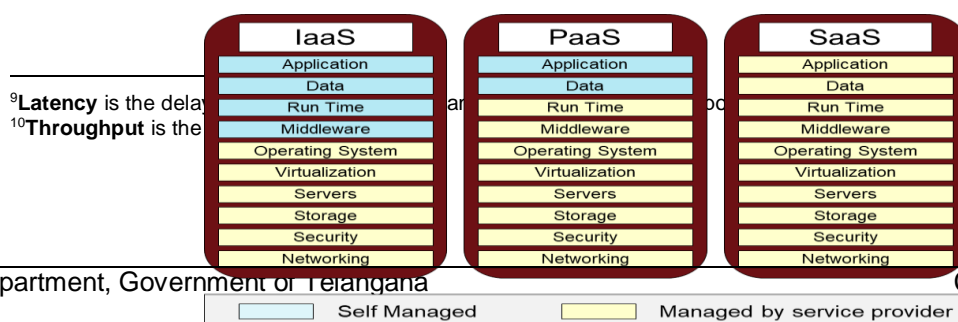 IaaS
Application
Data
Run Time
Middleware
Operating System
Virtualization
Servers
Storage
Security
Networking
PaaS
Application
Data
Run Time
Middleware
Operating System
Virtualization
Servers
Storage
Security
Networking
SaaS
Application
Data
Run Time
Middleware
Operating System
Virtualization
Servers
Storage
Security
Networking
9Latency is the
10Throughput is the
Government of Telangana
Self Managed
Managed by service provider